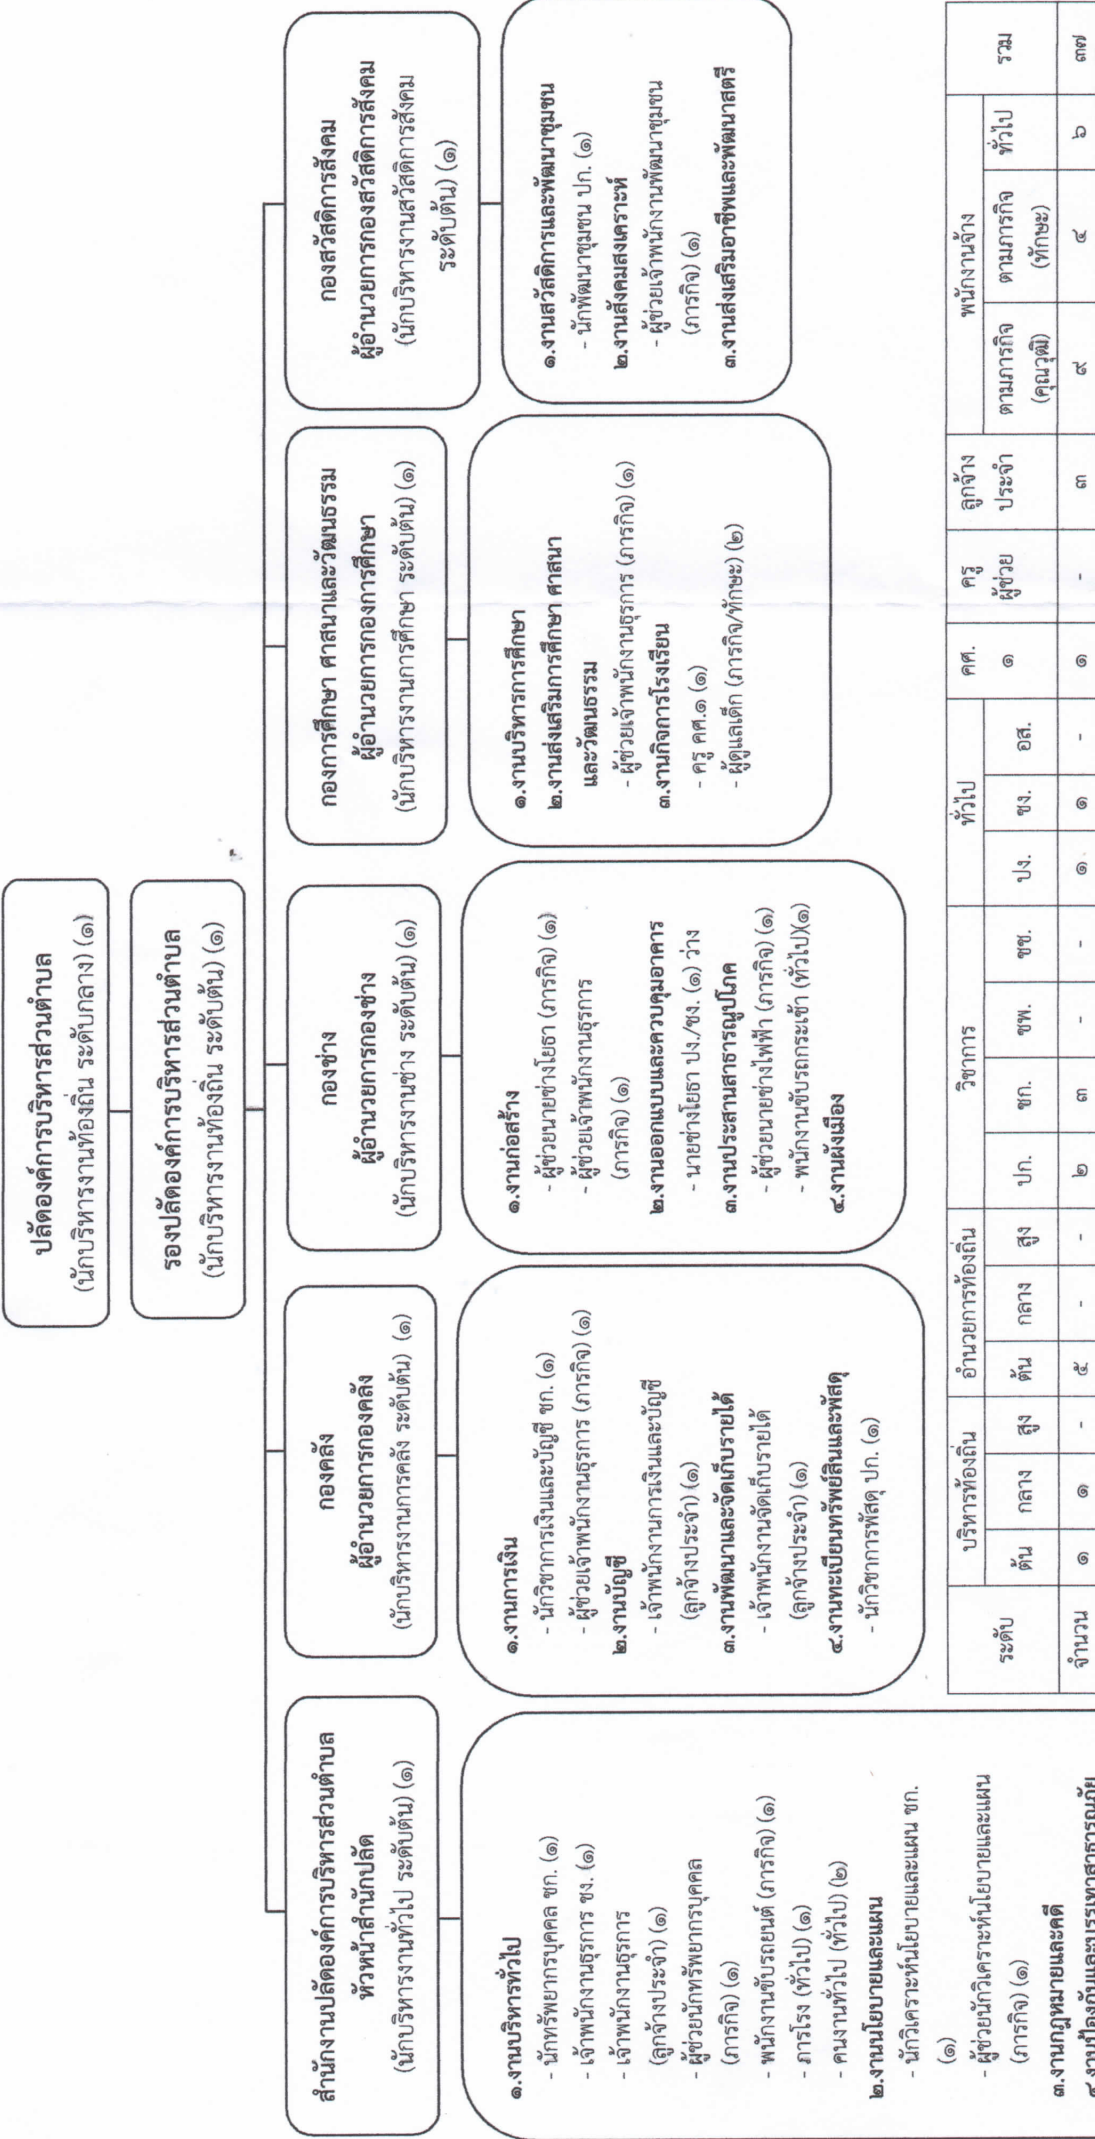 ปลัดองค์การบริหารส่วนตำบล
(นักบริหารงานท้องถิ่น ระดับกลาง) (๑)
รองปลัดองค์การบริหารส่วนตำบล
(นักบริหารงานท้องถิ่น ระดับต้น) (๑)
สำนักงานปลัดองค์การบริหารส่วนตำบล
หัวหน้าสำนักปลัด
(นักบริหารงานทั่วไป ระดับต้น) (๑)
๑.งานบริหารทั่วไป
- นักทรัพยากรบุคคล ชก. (๑)
- เจ้าพนักงานธุรการ ชง. (๑)
- เจ้าพนักงานธุรการ
(ลูกจ้างประจำ) (๑)
- ผู้ช่วยนักทรัพยากรบุคคล
(ภารกิจ) (๑)
- พนักงานขับรถยนต์ (ภารกิจ) (๑)
- ภารโรง (ทั่วไป) (๑)
- คนงานทั่วไป (ทั่วไป) (๒)
๒.งานนโยบายและแผน
- นักวิเคราะห์นโยบายและแผน ชก.
(๑)
- ผู้ช่วยนักวิเคราะห์นโยบายและแผน
(ภารกิจ) (๑)
๓.งานกฎหมายและคดี
๔.งานป้องกันและบรรเทาสาธารณภัย
กองคลัง
ผู้อำนวยการกองคลัง
(นักบริหารงานการคลัง ระดับต้น) (๑)
๑.งานการเงิน
- นักวิชาการเงินและบัญชี ชก. (๑)
- ผู้ช่วยเจ้าพนักงานธุรการ (ภารกิจ) (๑)
๒.งานบัญชี
- เจ้าพนักงานการเงินและบัญชี
(ลูกจ้างประจำ) (๑)
๓.งานพัฒนาและจัดเก็บรายได้
- เจ้าพนักงานจัดเก็บรายได้
(ลูกจ้างประจำ) (๑)
๔.งานทะเบียนทรัพย์สินและพัสดุ
- นักวิชาการพัสดุ ปก. (๑)
กองช่าง
ผู้อำนวยการกองช่าง
(นักบริหารงานช่าง ระดับต้น) (๑)
๑.งานก่อสร้าง
- ผู้ช่วยนายช่างโยธา (ภารกิจ) (๑)
- ผู้ช่วยเจ้าพนักงานธุรการ
(ภารกิจ) (๑)
๒.งานออกแบบและควบคุมอาคาร
- นายช่างโยธา ปง./ชง. (๑) ว่าง
๓.งานประสานสาธารณูปโภค
- ผู้ช่วยนายช่างไฟฟ้า (ภารกิจ) (๑)
- พนักงานขับรถกระเช้า (ทั่วไป)(๑)
๔.งานผังเมือง
กองการศึกษา ศาสนาและวัฒนธรรม
ผู้อำนวยการกองการศึกษา
(นักบริหารงานการศึกษา ระดับต้น) (๑)
๑.งานบริหารการศึกษา
๒.งานส่งเสริมการศึกษา ศาสนา
และวัฒนธรรม
- ผู้ช่วยเจ้าพนักงานธุรการ (ภารกิจ) (๑)
๓.งานกิจการโรงเรียน
- ครู คศ.๑ (๑)
- ผู้ดูแลเด็ก (ภารกิจ/ทักษะ) (๒)
กองสวัสดิการสังคม
ผู้อำนวยการกองสวัสดิการสังคม
(นักบริหารงานสวัสดิการสังคม
ระดับต้น) (๑)
๑.งานสวัสดิการและพัฒนาชุมชน
- นักพัฒนาชุมชน ปก. (๑)
๒.งานสังคมสงเคราะห์
- ผู้ช่วยเจ้าพนักงานพัฒนาชุมชน
(ภารกิจ) (๑)
๓.งานส่งเสริมอาชีพและพัฒนาสตรี
ระดับ บริหารท้องถิ่น อำนวยการท้องถิ่น วิชาการ ทั่วไป คศ. ครู ลูกจ้าง พนักงานจ้าง รวม
ต้น กลาง สูง ต้น กลาง สูง ปก. ชก. ชพ. ชช. ปง. ชง. อส. ๑ ผู้ช่วย ประจำ ตามภารกิจ ตามภารกิจ ทั่วไป
(คุณวุฒิ) (ทักษะ)
จำนวน ๑ ๑ - ๕ - - ๒ ๓ - - ๑ ๑ - ๑ - ๓ ๙ ๔ ๖ ๓๗